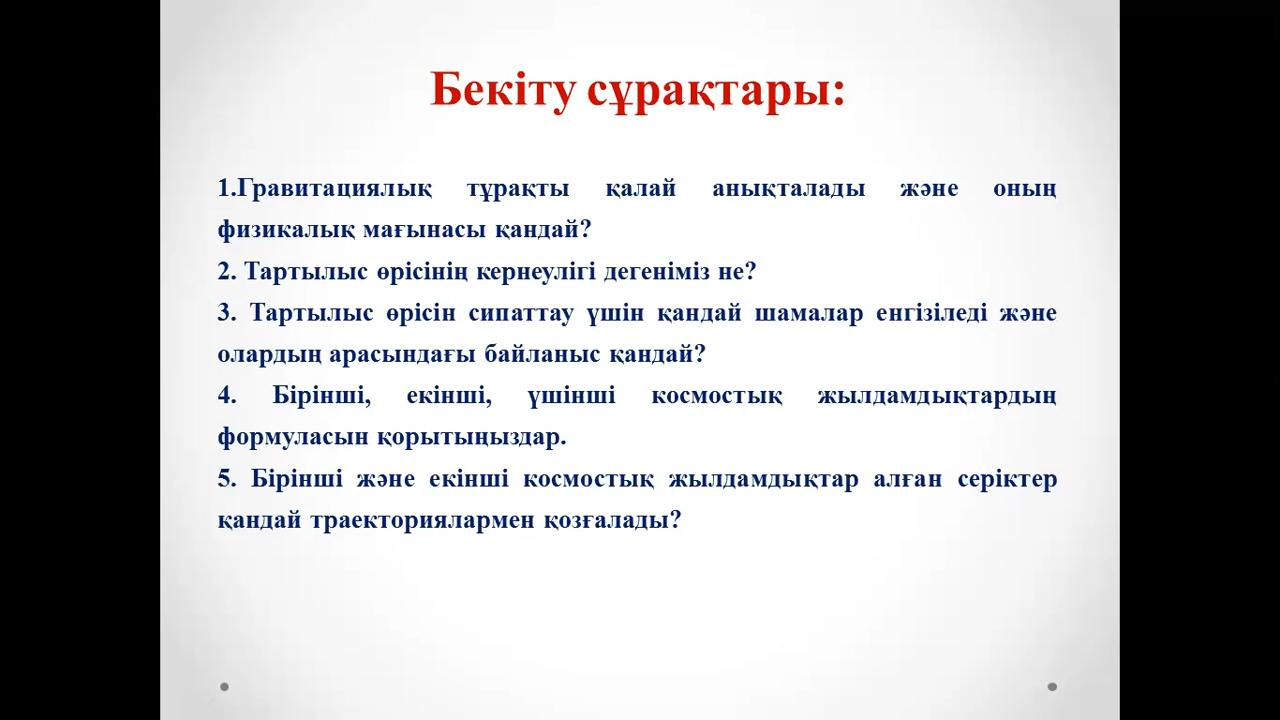 Бекіту сұрақтары:
1.Гравитациялық тұрақты қалай анықталады және оның
физикалық мағынасы қандай?
2. Тартылыс өрісінің кернеулігі дегеніміз не?
3. Тартылыс өрісін сипаттау үшін қандай шамалар енгізіледі және
олардың арасындағы байланыс қандай?
4. Бірінші, екінші, үшінші космостық жылдамдықтардың
формуласын қорытыңыздар.
5. Бірінші және екінші космостық жылдамдықтар алған серіктер
қандай траекториялармен қозғалады?